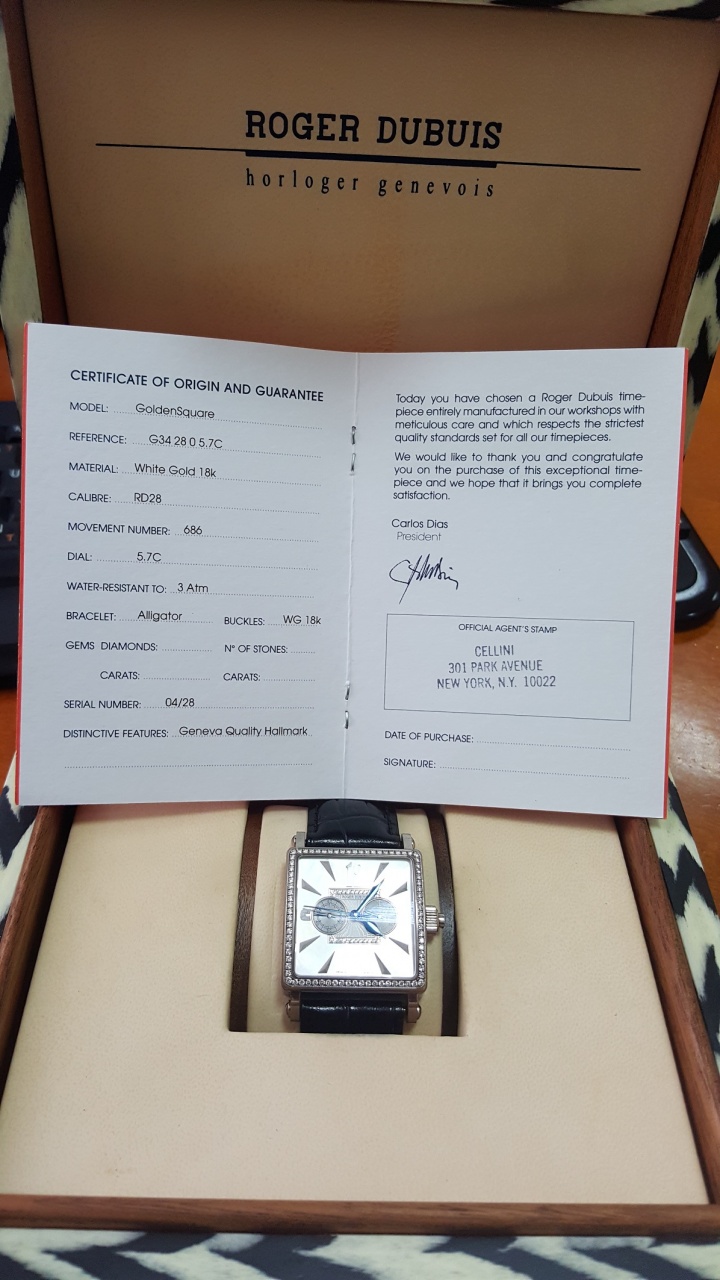 ROGER DUBUIS
horloger genevois
CERTIFICATE OF ORIGIN AND GUARANTEE
MODEL: GoldenSquare
REFERENCE: G34 28 0 5.7C
MATERIAL: White Gold 18k
CALIBRE: RD28
MOVEMENT NUMBER: 686
DIAL: 5.7C
WATER-RESISTANT TO: 3 Atm
BRACELET: Alligator BUCKLES: WG 18k
GEMS DIAMONDS: N° OF STONES:
CARATS: CARATS:
SERIAL NUMBER: 04/28
DISTINCTIVE FEATURES: Geneva Quality Hallmark
Today you have chosen a Roger Dubuis time-
piece entirely manufactured in our workshops with
meticulous care and which respects the strictest
quality standards set for all our timepieces.
We would like to thank you and congratulate
you on the purchase of this exceptional time-
piece and we hope that it brings you complete
satisfaction.
Carlos Dias
President
OFFICIAL AGENT'S STAMP
CELLINI
301 PARK AVENUE
NEW YORK, N.Y. 10022
DATE OF PURCHASE:
SIGNATURE: